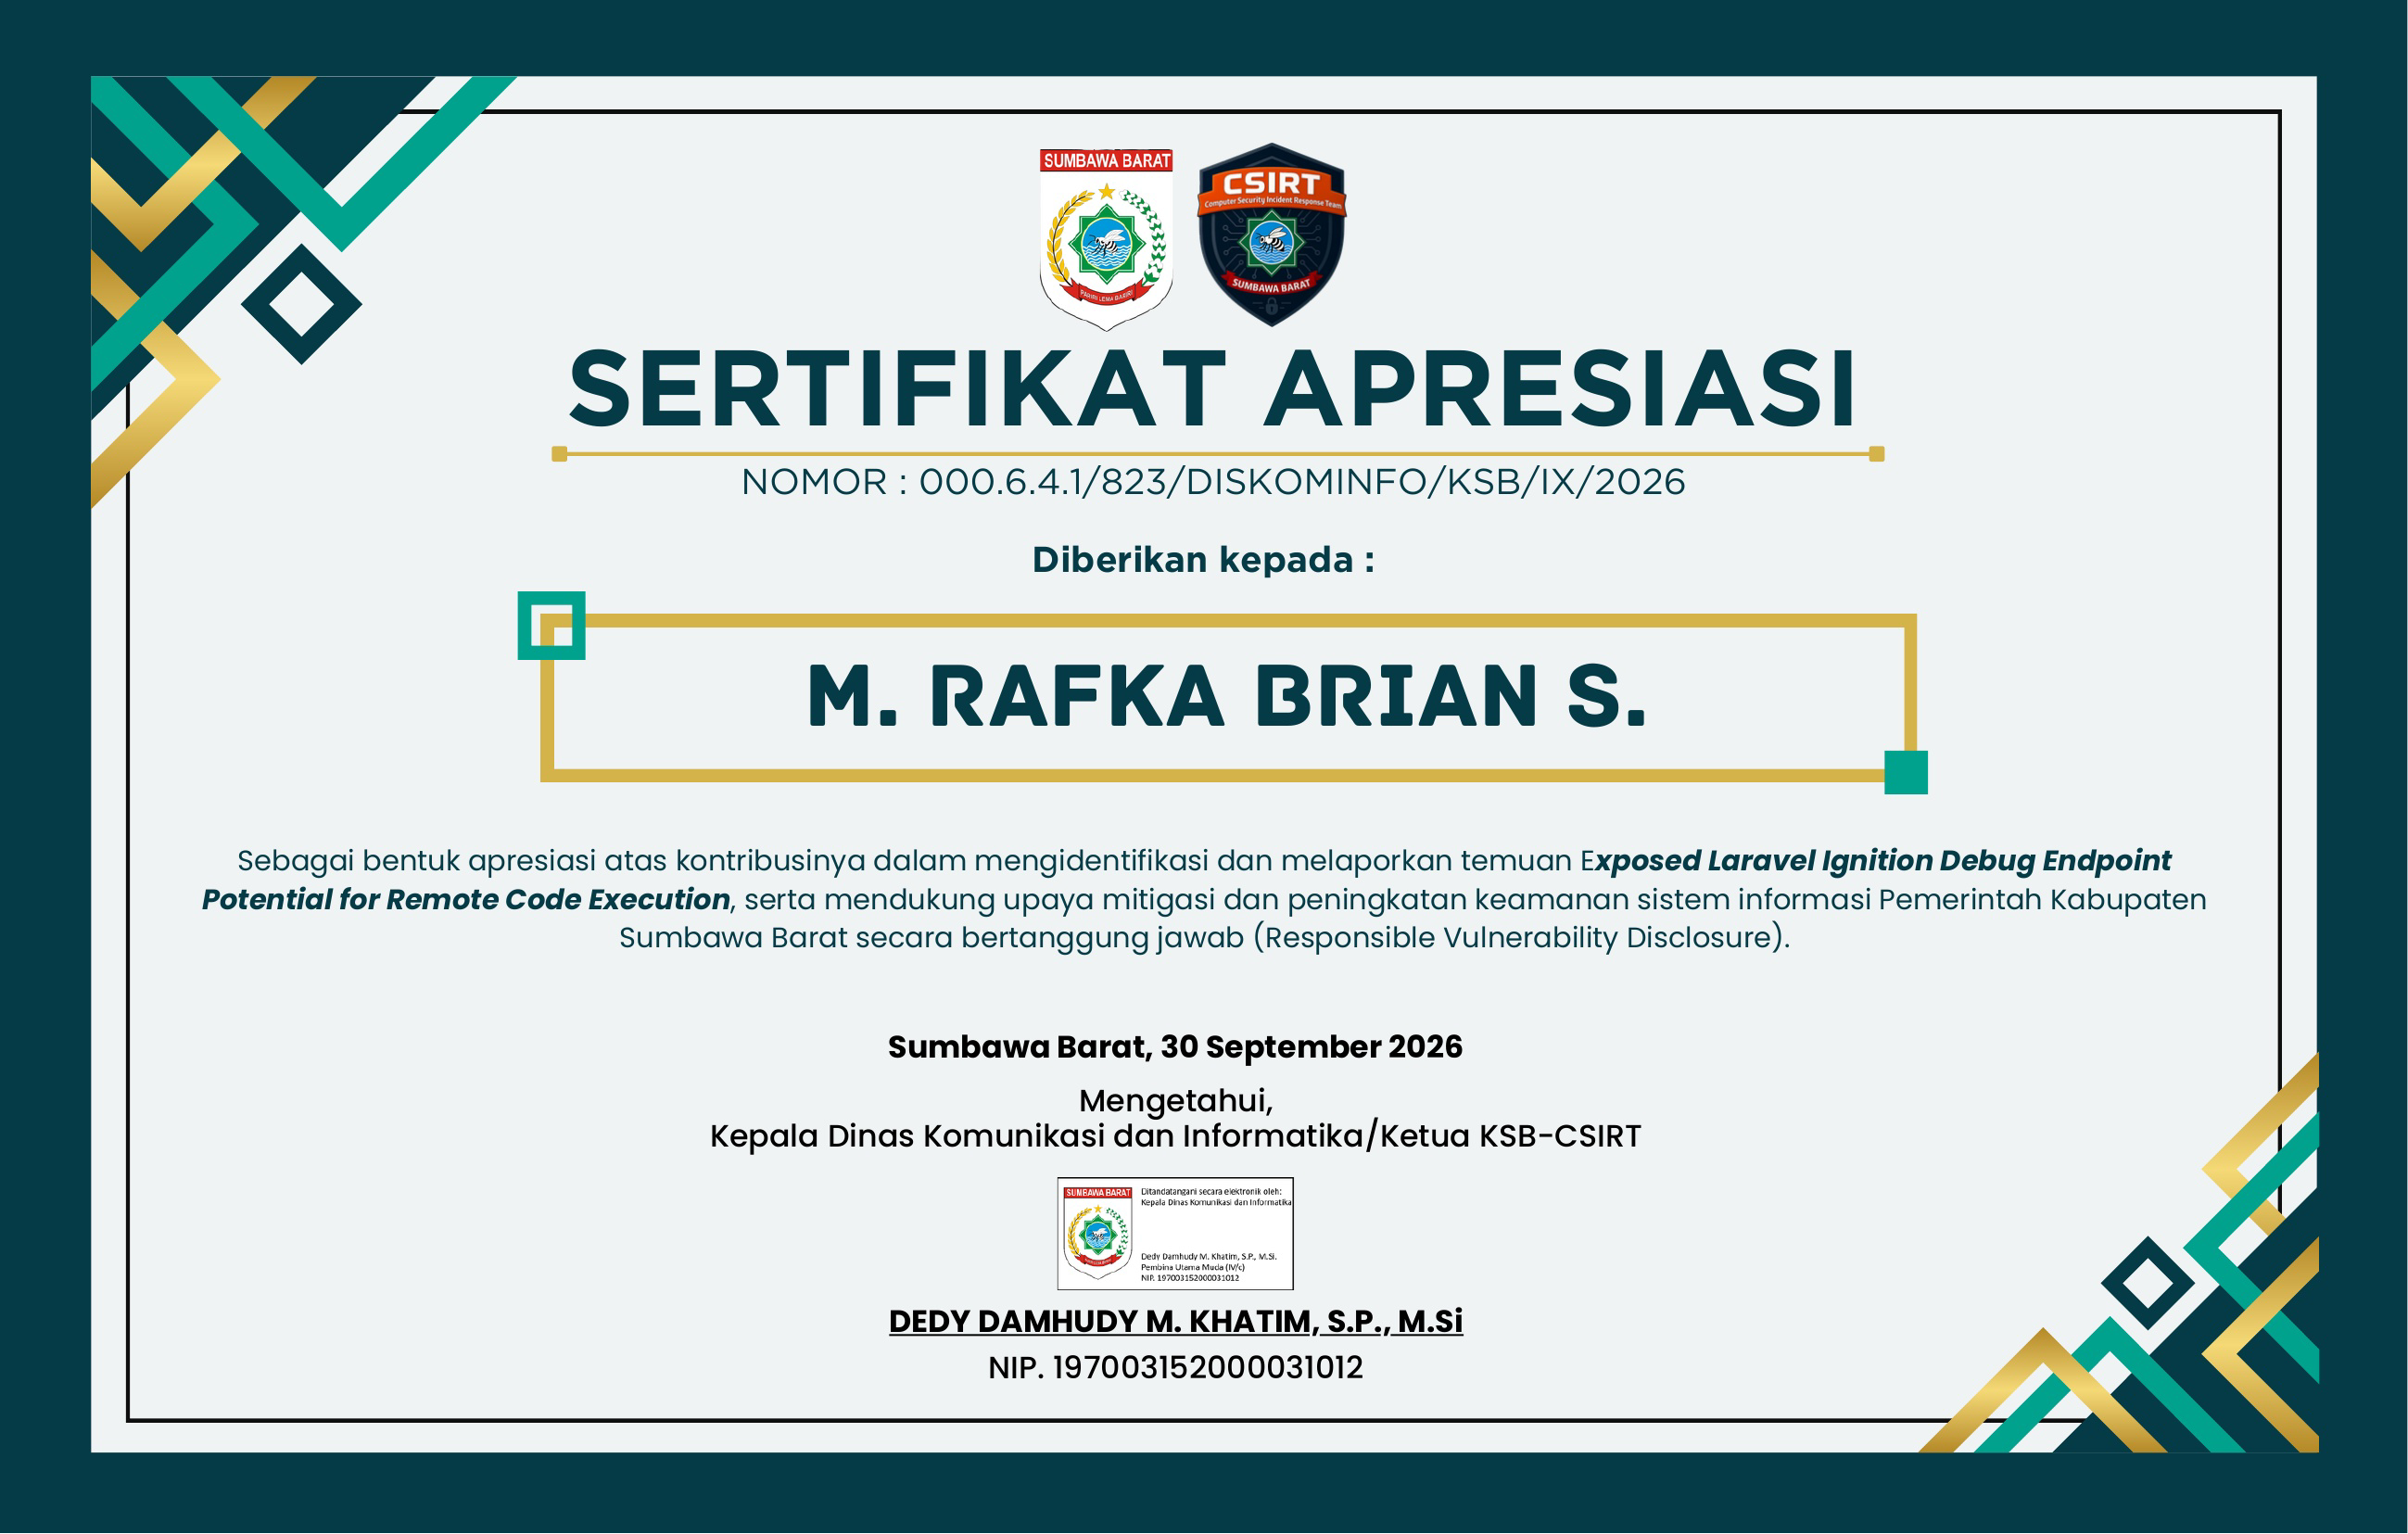 SUMBAWA BARAT
PARIRI LEMA BARIRI
CSIRT
Computer Security Incident Response Team
SUMBAWA BARAT
SERTIFIKAT APRESIASI
NOMOR : 000.6.4.1/823/DISKOMINFO/KSB/IX/2026
Diberikan kepada :
M. RAFKA BRIAN S.
Sebagai bentuk apresiasi atas kontribusinya dalam mengidentifikasi dan melaporkan temuan Exposed Laravel Ignition Debug Endpoint
Potential for Remote Code Execution, serta mendukung upaya mitigasi dan peningkatan keamanan sistem informasi Pemerintah Kabupaten
Sumbawa Barat secara bertanggung jawab (Responsible Vulnerability Disclosure).
Sumbawa Barat, 30 September 2026
Mengetahui,
Kepala Dinas Komunikasi dan Informatika/Ketua KSB-CSIRT
SUMBAWA BARAT
Ditandatangani secara elektronik oleh:
Kepala Dinas Komunikasi dan Informatika
Dedy Damhudy M. Khatim, S.P., M.Si.
Pembina Utama Muda (IV/c)
NIP. 197003152000031012
DEDY DAMHUDY M. KHATIM, S.P., M.Si
NIP. 197003152000031012